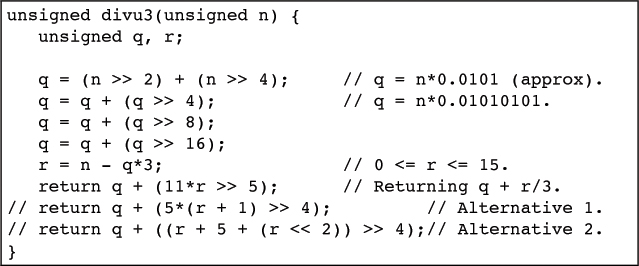 unsigned divu3(unsigned n) {
   unsigned q, r;

   q = (n >> 2) + (n >> 4);     // q = n*0.0101 (approx).
   q = q + (q >> 4);            // q = n*0.01010101.
   q = q + (q >> 8);
   q = q + (q >> 16);
   r = n - q*3;                 // 0 <= r <= 15.
   return q + (11*r >> 5);      // Returning q + r/3.
// return q + (5*(r + 1) >> 4);         // Alternative 1.
// return q + ((r + 5 + (r << 2)) >> 4);// Alternative 2.
}